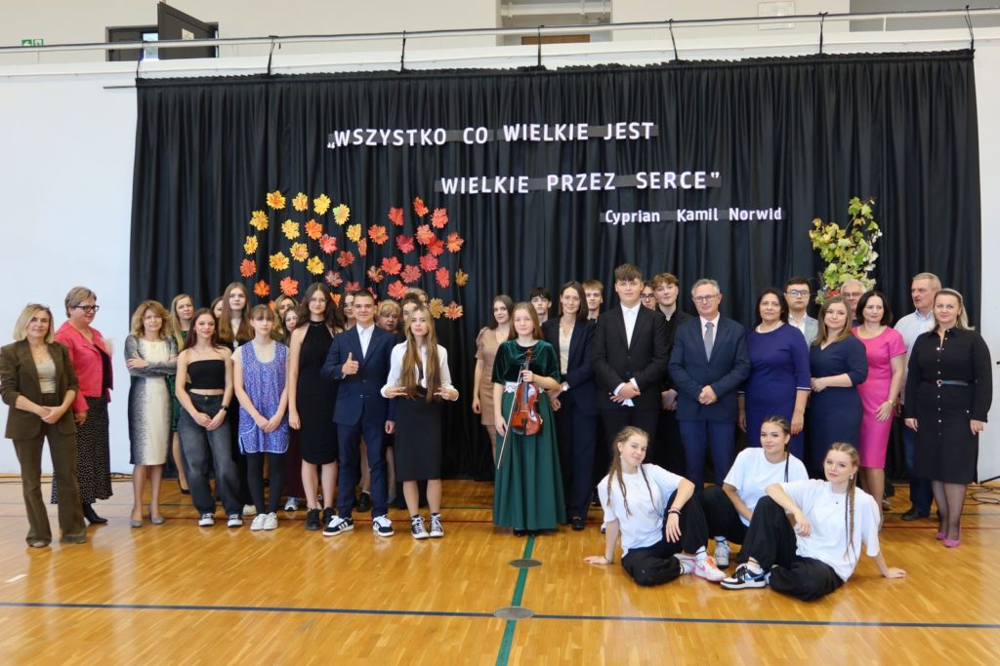 „WSZYSTKO CO WIELKIE JEST
WIELKIE PRZEZ SERCE"
Cyprian Kamil Norwid